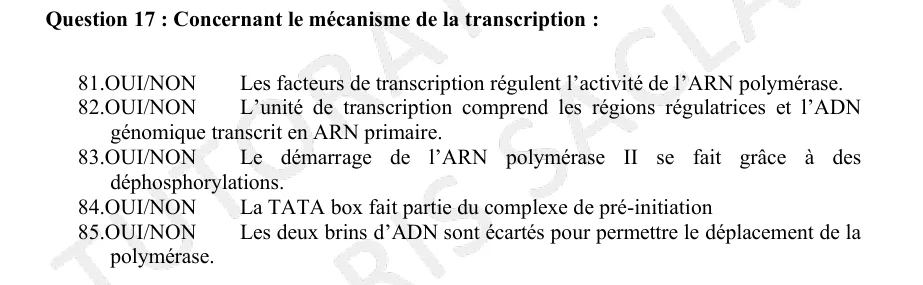 Question 17 : Concernant le mécanisme de la transcription :
81.OUI/NON Les facteurs de transcription régulent l’activité de l’ARN polymérase.
82.OUI/NON L’unité de transcription comprend les régions régulatrices et l’ADN
génomique transcrit en ARN primaire.
83.OUI/NON Le démarrage de l’ARN polymérase II se fait grâce à des
déphosphorylations.
84.OUI/NON La TATA box fait partie du complexe de pré-initiation
85.OUI/NON Les deux brins d’ADN sont écartés pour permettre le déplacement de la
polymérase.
TUTORAT
PARIS SACLAY